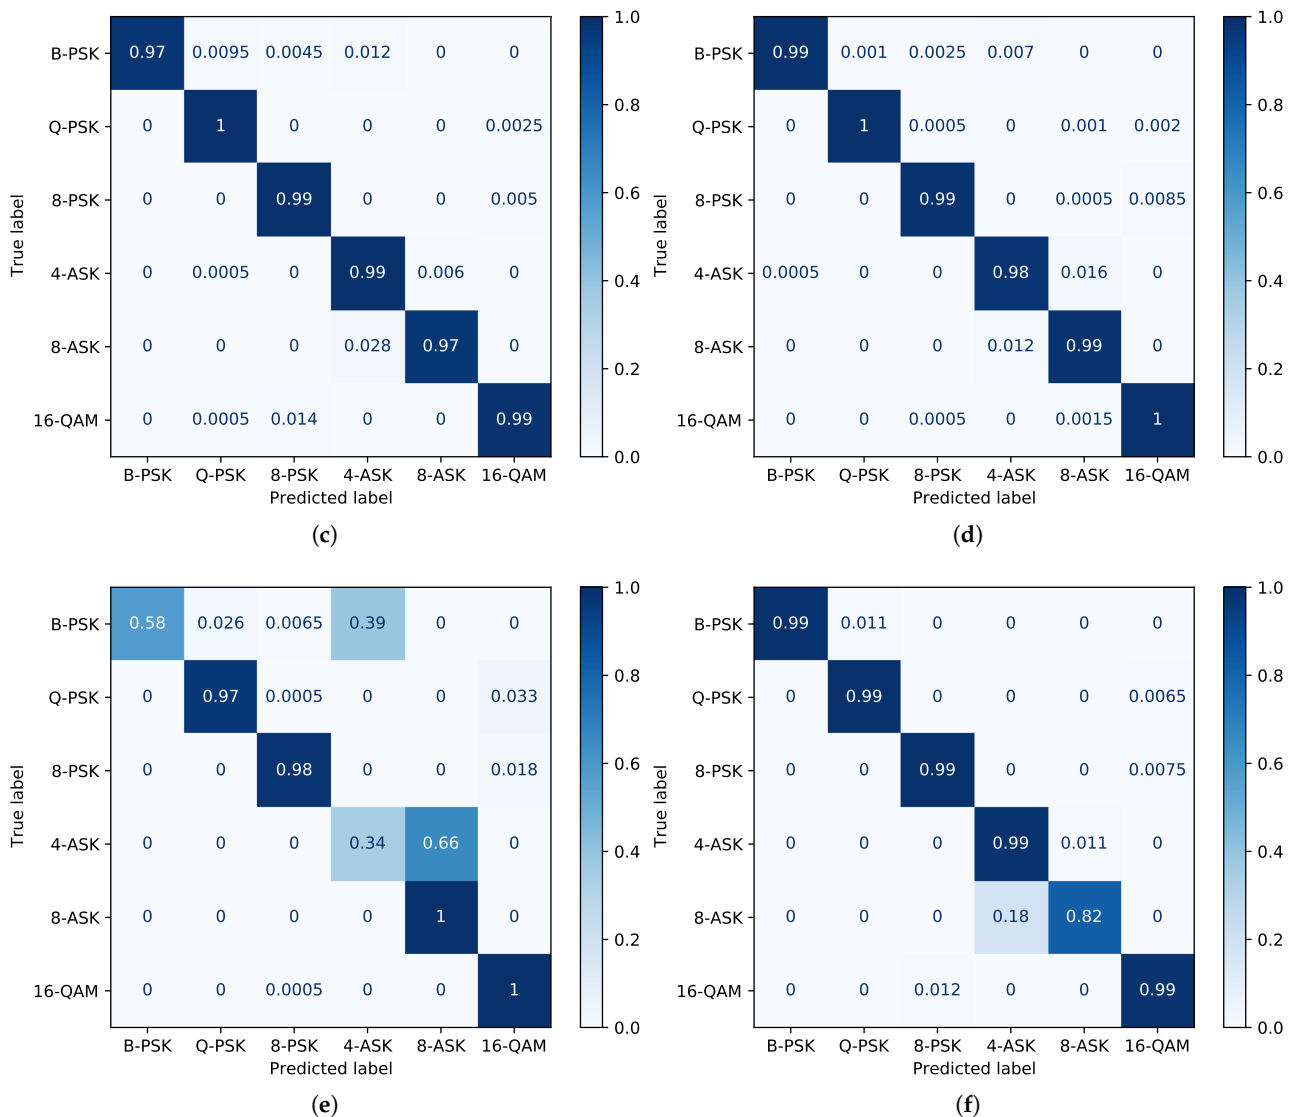 1.0
B-PSK 0.97 0.0095 0.0045 0.012 0 0
0.8
Q-PSK 0 1 0 0 0 0.0025
8-PSK 0 0 0.99 0 0 0.005
0.6
True label
4-ASK 0 0.0005 0 0.99 0.006 0
0.4
8-ASK 0 0 0 0.028 0.97 0
0.2
16-QAM 0 0.0005 0.014 0 0 0.99
0.0
B-PSK Q-PSK 8-PSK 4-ASK 8-ASK 16-QAM
Predicted label
(c)
1.0
B-PSK 0.99 0.001 0.0025 0.007 0 0
0.8
Q-PSK 0 1 0.0005 0 0.001 0.002
8-PSK 0 0 0.99 0 0.0005 0.0085
0.6
True label
4-ASK 0.0005 0 0 0.98 0.016 0
0.4
8-ASK 0 0 0 0.012 0.99 0
0.2
16-QAM 0 0 0.0005 0 0.0015 1
0.0
B-PSK Q-PSK 8-PSK 4-ASK 8-ASK 16-QAM
Predicted label
(d)
1.0
B-PSK 0.58 0.026 0.0065 0.39 0 0
0.8
Q-PSK 0 0.97 0.0005 0 0 0.033
8-PSK 0 0 0.98 0 0 0.018
0.6
True label
4-ASK 0 0 0 0.34 0.66 0
0.4
8-ASK 0 0 0 0 1 0
0.2
16-QAM 0 0 0.0005 0 0 1
0.0
B-PSK Q-PSK 8-PSK 4-ASK 8-ASK 16-QAM
Predicted label
(e)
1.0
B-PSK 0.99 0.011 0 0 0 0
0.8
Q-PSK 0 0.99 0 0 0 0.0065
8-PSK 0 0 0.99 0 0 0.0075
0.6
True label
4-ASK 0 0 0 0.99 0.011 0
0.4
8-ASK 0 0 0 0.18 0.82 0
0.2
16-QAM 0 0 0.012 0 0 0.99
0.0
B-PSK Q-PSK 8-PSK 4-ASK 8-ASK 16-QAM
Predicted label
(f)